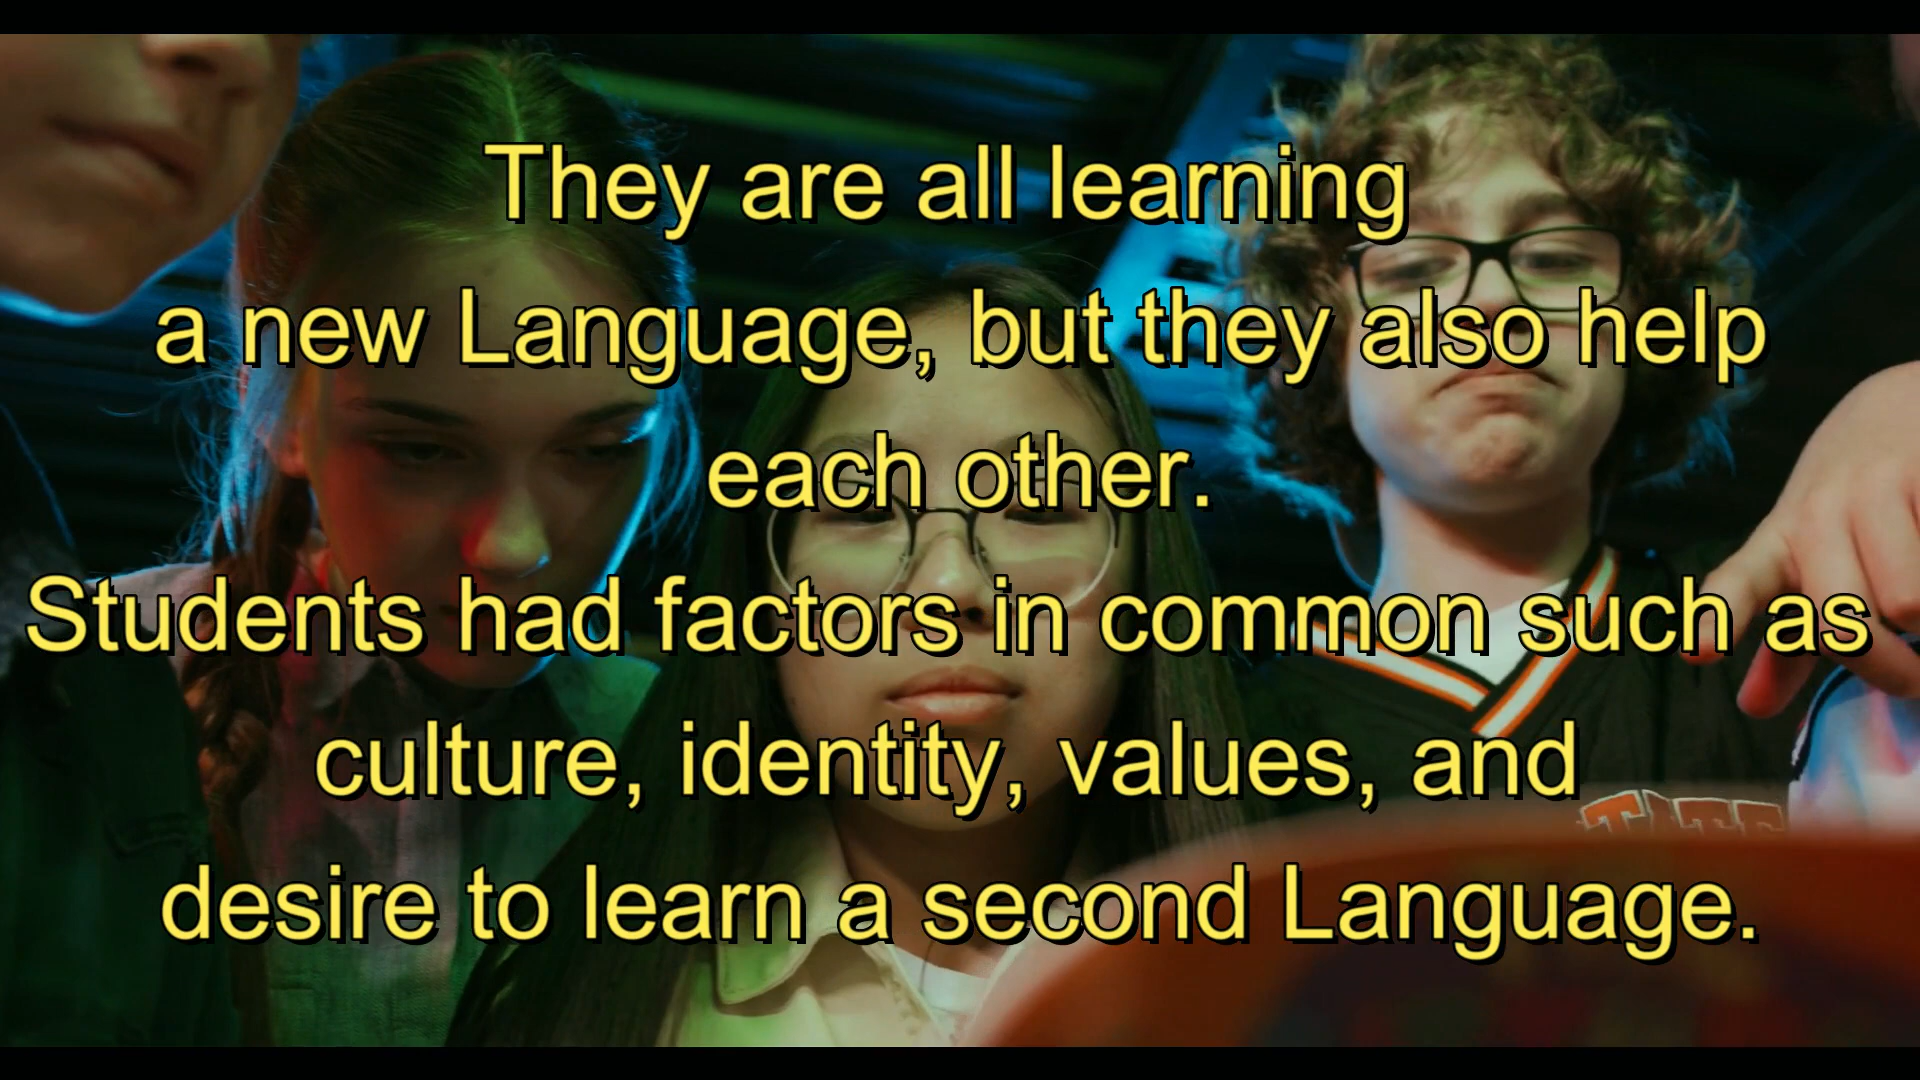 They are all learning
a new Language, but they also help
each other.
Students had factors in common such as
culture, identity, values, and
desire to learn a second Language.